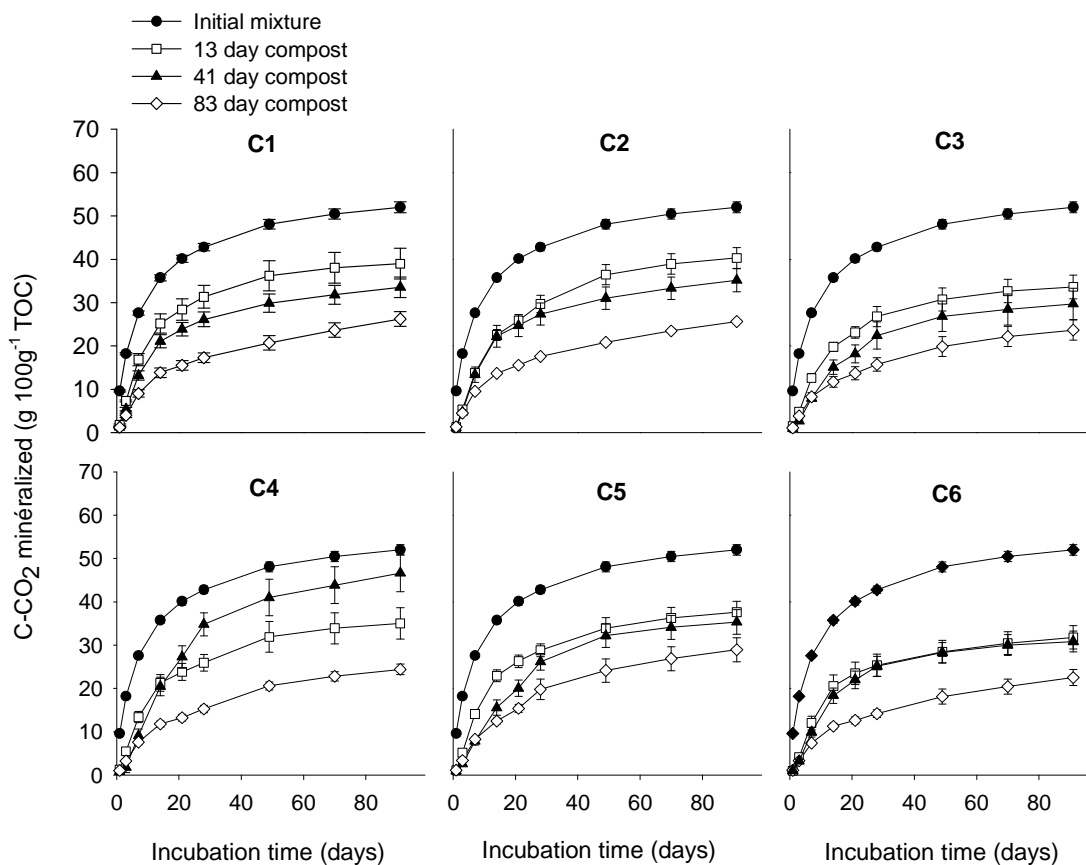 Initial mixture
13 day compost
41 day compost
83 day compost
C-CO2 minéralized (g 100g-1 TOC)
70
60
50
40
30
20
10
0
C1
C2
C3
70
60
50
40
30
20
10
0
C4
C5
C6
0 20 40 60 80
0 20 40 60 80
0 20 40 60 80
Incubation time (days)
Incubation time (days)
Incubation time (days)